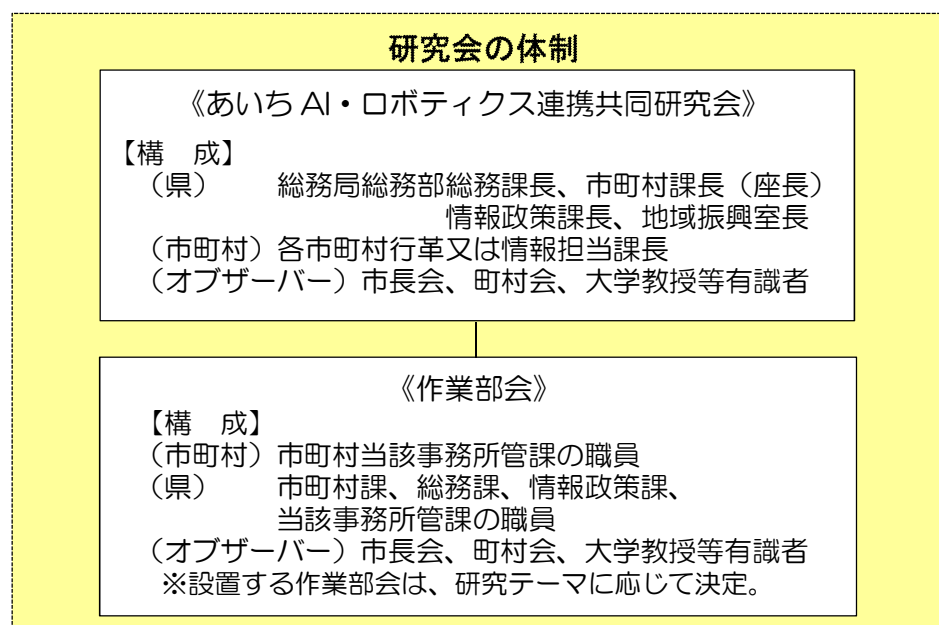 研究会の体制
《あいち AI・ロボティクス連携共同研究会》
【構　成】
（県）　　総務局総務部総務課長、市町村課長（座長）
情報政策課長、地域振興室長
（市町村）各市町村行革又は情報担当課長
（オブザーバー）市長会、町村会、大学教授等有識者
《作業部会》
【構　成】
（市町村）市町村当該事務所管課の職員
（県）　　市町村課、総務課、情報政策課、
当該事務所管課の職員
（オブザーバー）市長会、町村会、大学教授等有識者
※設置する作業部会は、研究テーマに応じて決定。